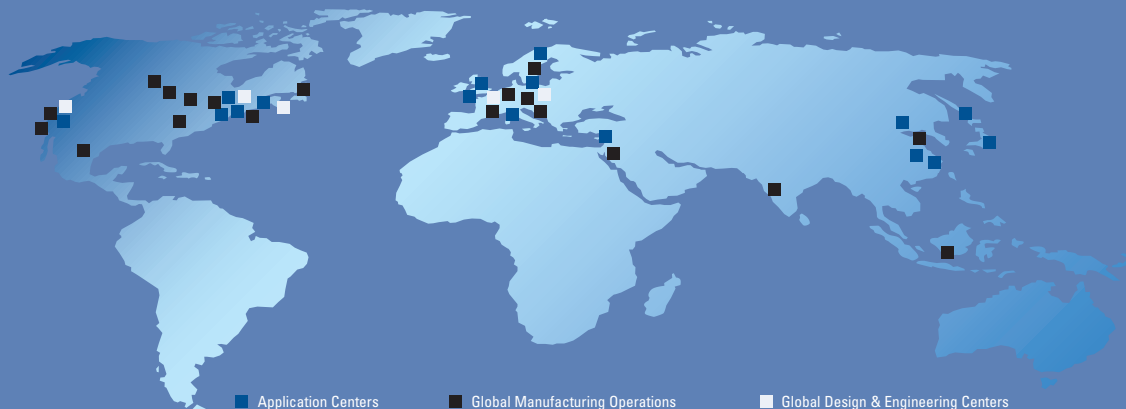 Application Centers
Global Manufacturing Operations
Global Design & Engineering Centers